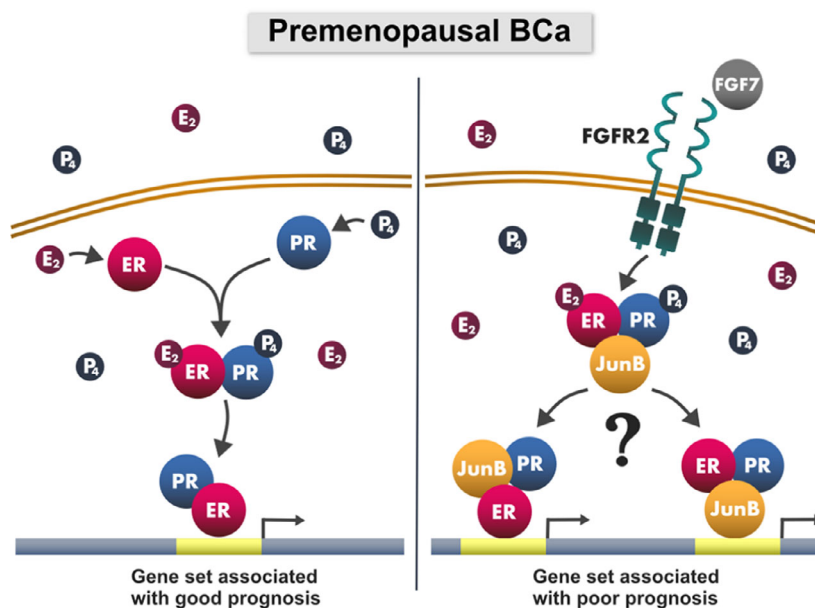 Premenopausal BCa
E2
P4
P4
E2
ER
PR
P4
E2
ER
PR
P4
P4
E2
PR
ER
Gene set associated
with good prognosis
FGF7
FGFR2
E2
P4
P4
E2
E2
ER
PR
P4
JunB
E2
P4
?
JunB
PR
ER
ER
PR
JunB
Gene set associated
with poor prognosis